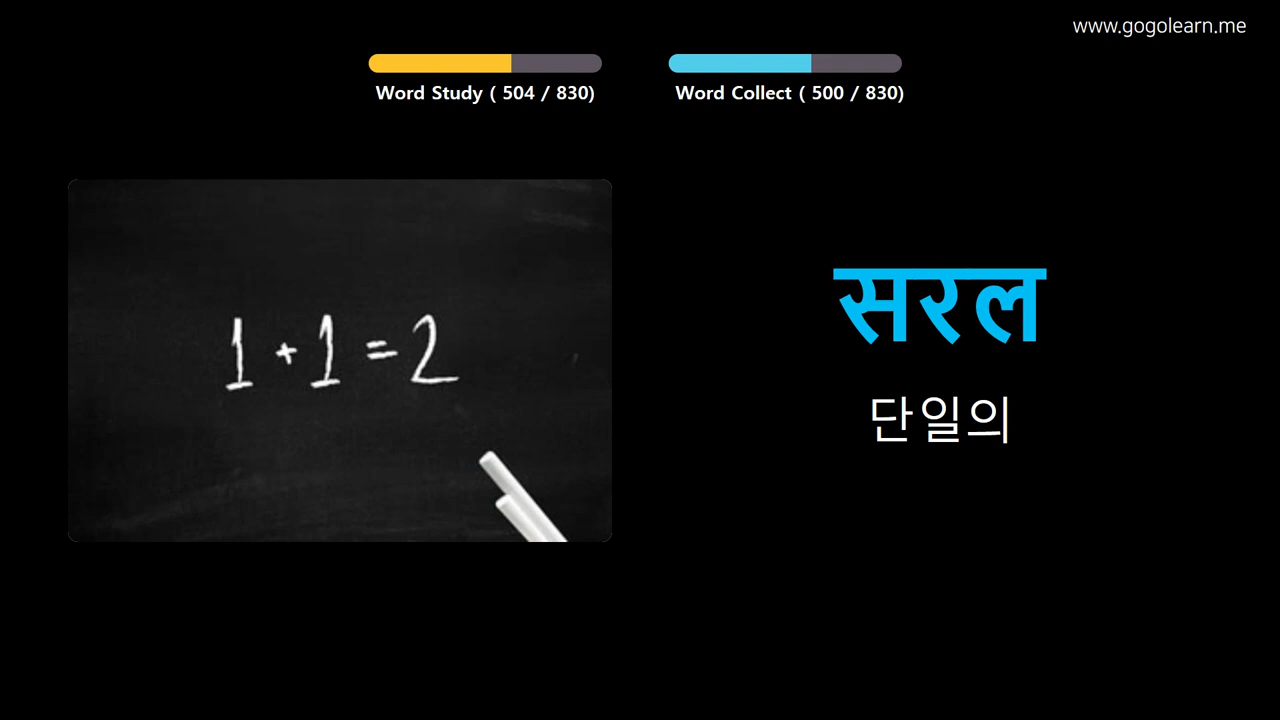 www.gogolearn.me
Word Study ( 504 / 830)
Word Collect ( 500 / 830)
1 + 1 = 2
सरल
단일의